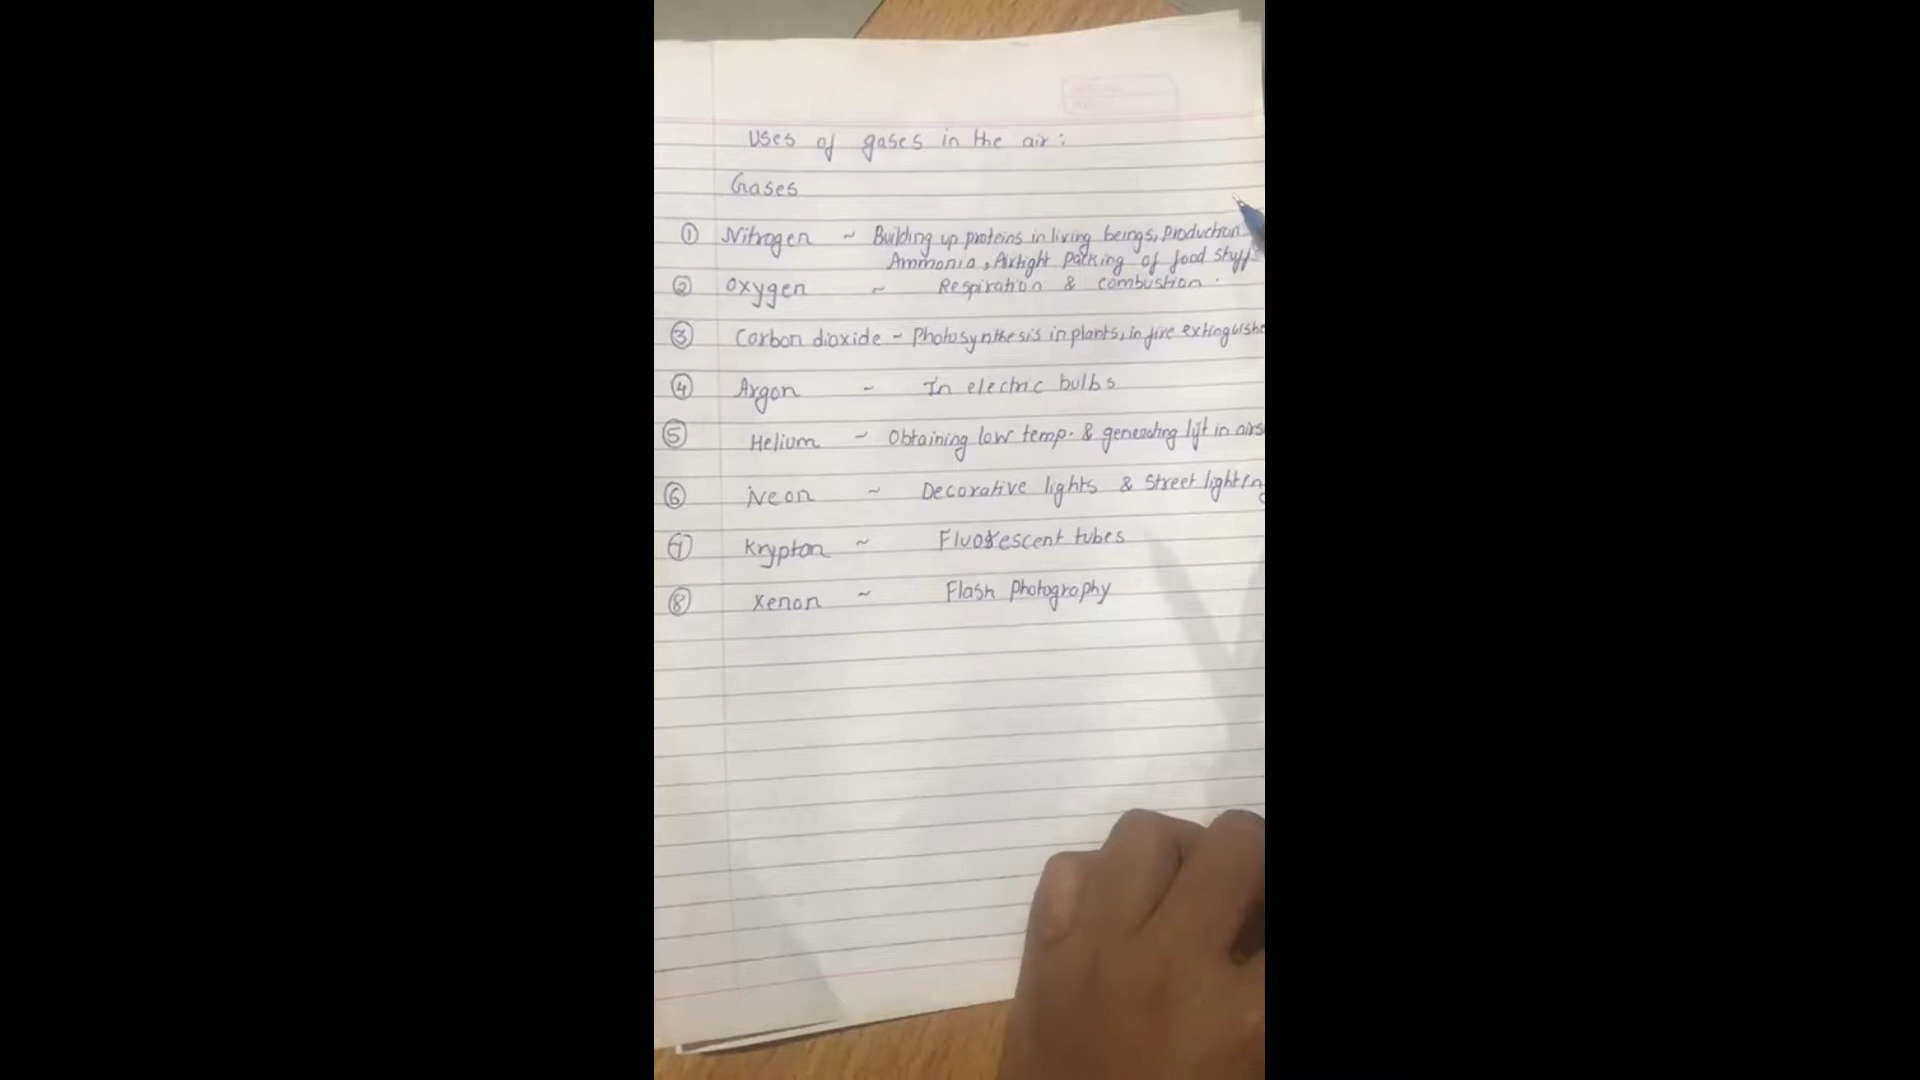 Uses of gases in the air:
Gases
① Nitrogen ~ Building up proteins in living beings, Production
Ammonia, Airtight Packing of food stuff
② Oxygen ~ Respiration & combustion.
③ Carbon dioxide ~ Photosynthesis in plants, in fire extinguishe
④ Argon ~ In electric bulbs
⑤ Helium ~ Obtaining low temp. & generating lift in airs
⑥ Neon ~ Decorative lights & Street lighting
⑦ Krypton ~ Fluorescent tubes
⑧ Xenon ~ Flash Photography